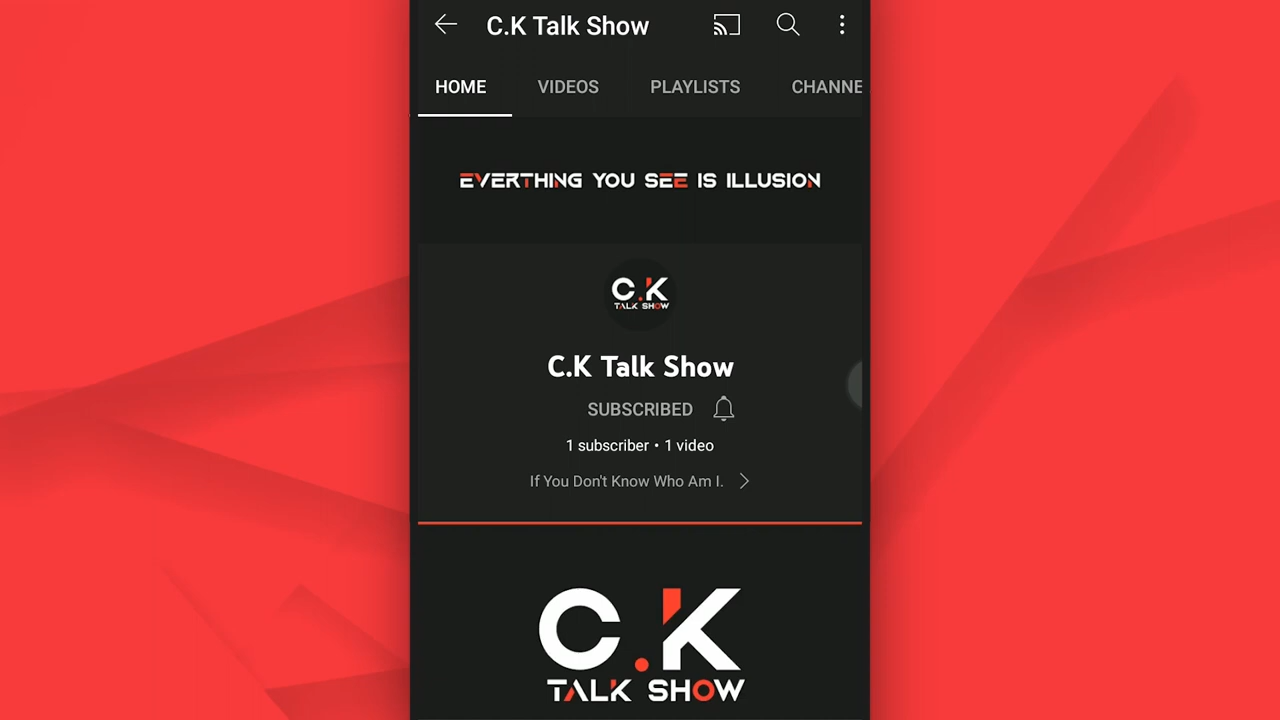 C.K Talk Show
HOME VIDEOS PLAYLISTS CHANNE
EVERTHING YOU SEE IS ILLUSION
C.K
TALK SHOW
C.K Talk Show
SUBSCRIBED
1 subscriber • 1 video
If You Don't Know Who Am I.
C.K
TALK SHOW